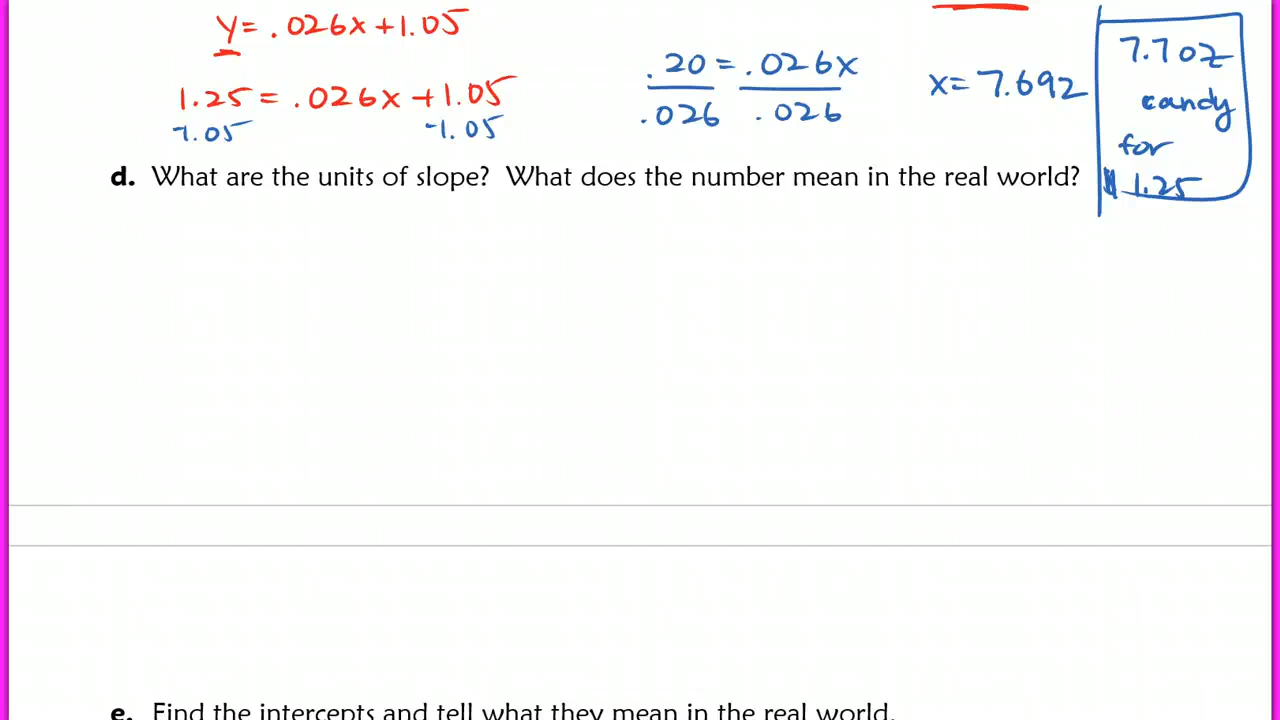 y = .026x + 1.05
1.25 = .026x + 1.05
-1.05 -1.05
.20 = .026x
.026 .026
x = 7.692
7.7 oz
candy
for
$1.25
d. What are the units of slope? What does the number mean in the real world?
e. Find the intercepts and tell what they mean in the real world.